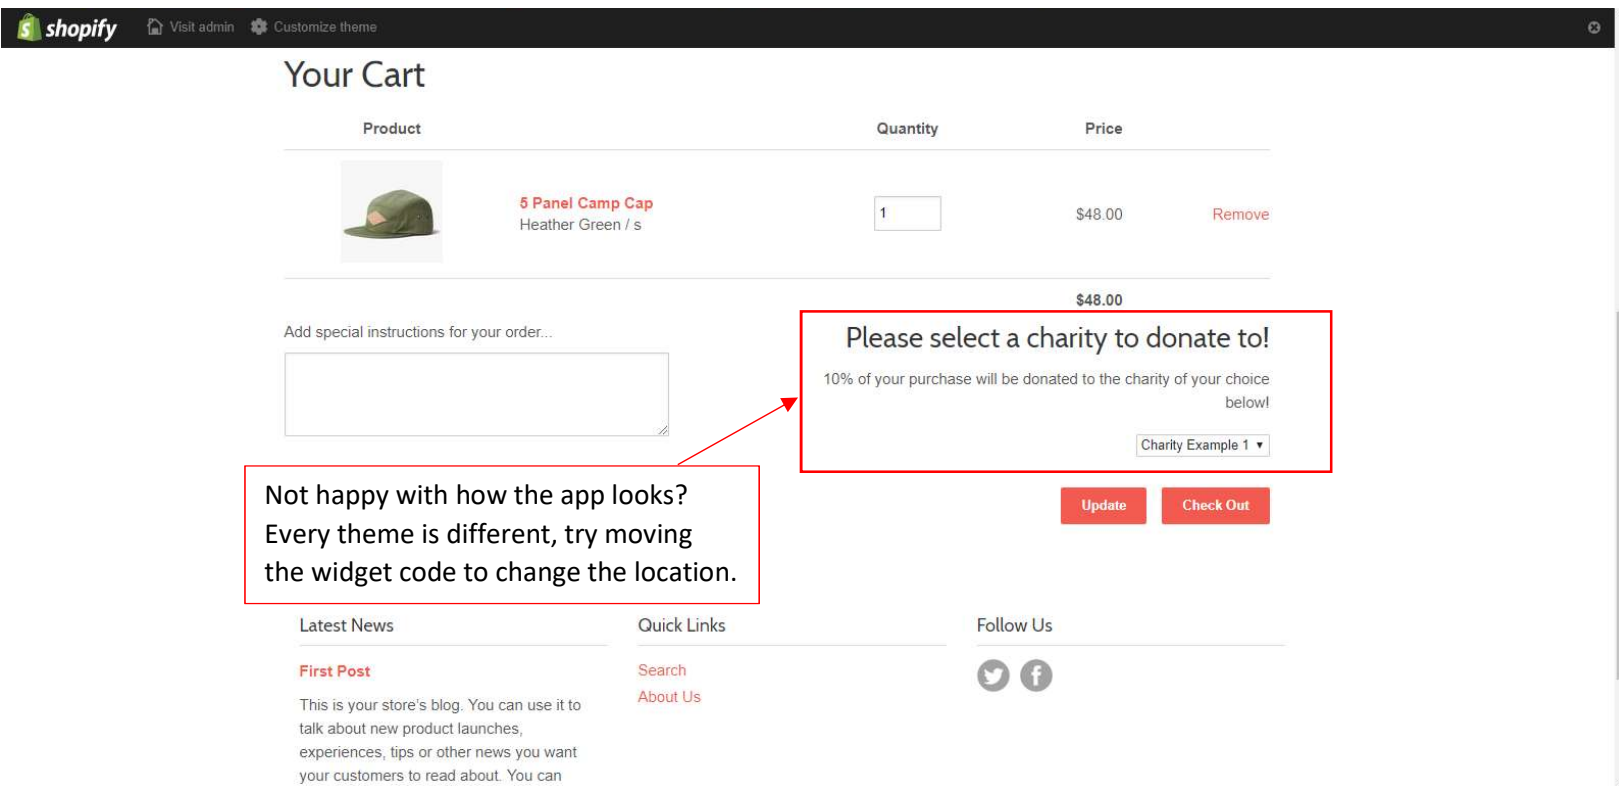 shopify Visit admin Customize theme
Your Cart
Product Quantity Price
5 Panel Camp Cap
Heather Green / s
1 $48.00 Remove
$48.00
Add special instructions for your order...
Please select a charity to donate to!
10% of your purchase will be donated to the charity of your choice
below!
Charity Example 1
Update Check Out
Not happy with how the app looks?
Every theme is different, try moving
the widget code to change the location.
Latest News
First Post
This is your store's blog. You can use it to
talk about new product launches,
experiences, tips or other news you want
your customers to read about. You can
Quick Links
Search
About Us
Follow Us